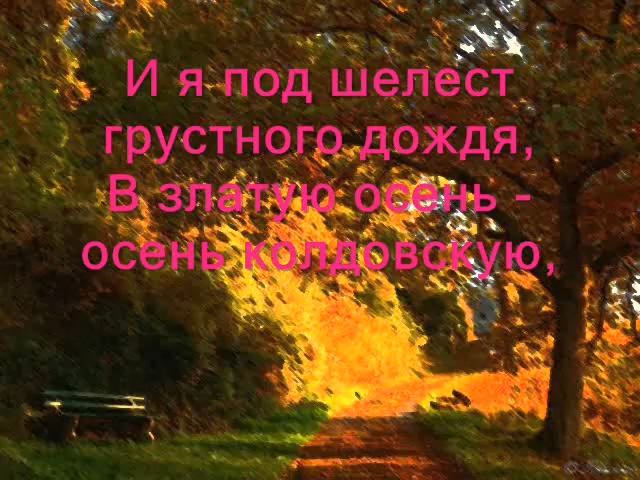 И я под шелест
грустного дождя,
В златую осень -
осень колдовскую,